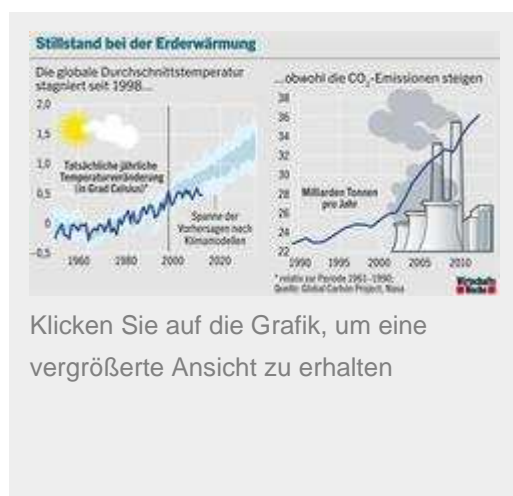 Stillstand bei der Erderwärmung
Die globale Durchschnittstemperatur
stagniert seit 1998...
...obwohl die CO₂-Emissionen steigen
2,0
1,5
1,0
0,5
0
–0,5
Tatsächliche jährliche
Temperaturveränderung
(in Grad Celsius)*
Spanne der
Vorhersagen nach
Klimamodellen
1960 1980 2000 2020
38
36
34
32
30
28
26
24
22
Milliarden Tonnen
pro Jahr
1990 1995 2000 2005 2010
* relativ zur Periode 1961–1990;
Quelle: Global Carbon Project, Nasa
Wirtschafts
Woche
Klicken Sie auf die Grafik, um eine
vergrößerte Ansicht zu erhalten